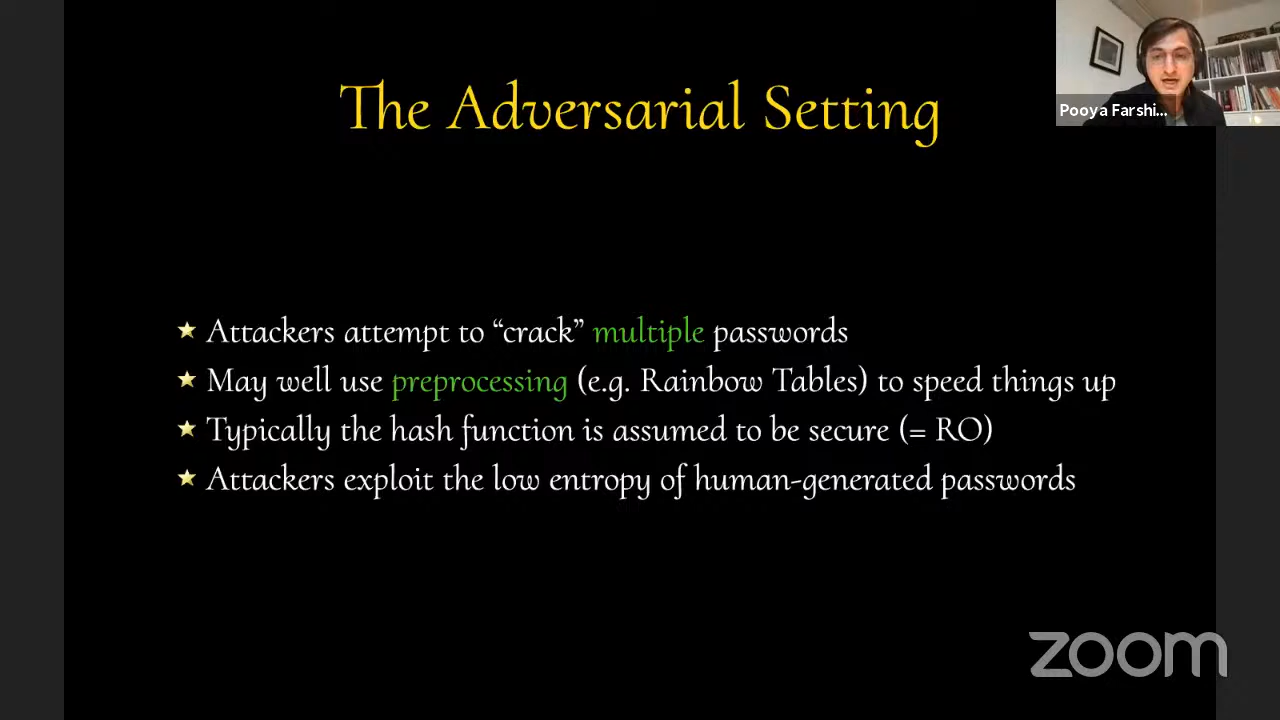 The Adversarial Setting
Pooya Farshi...
Attackers attempt to “crack” multiple passwords
May well use preprocessing (e.g. Rainbow Tables) to speed things up
Typically the hash function is assumed to be secure (= RO)
Attackers exploit the low entropy of human-generated passwords
zoom